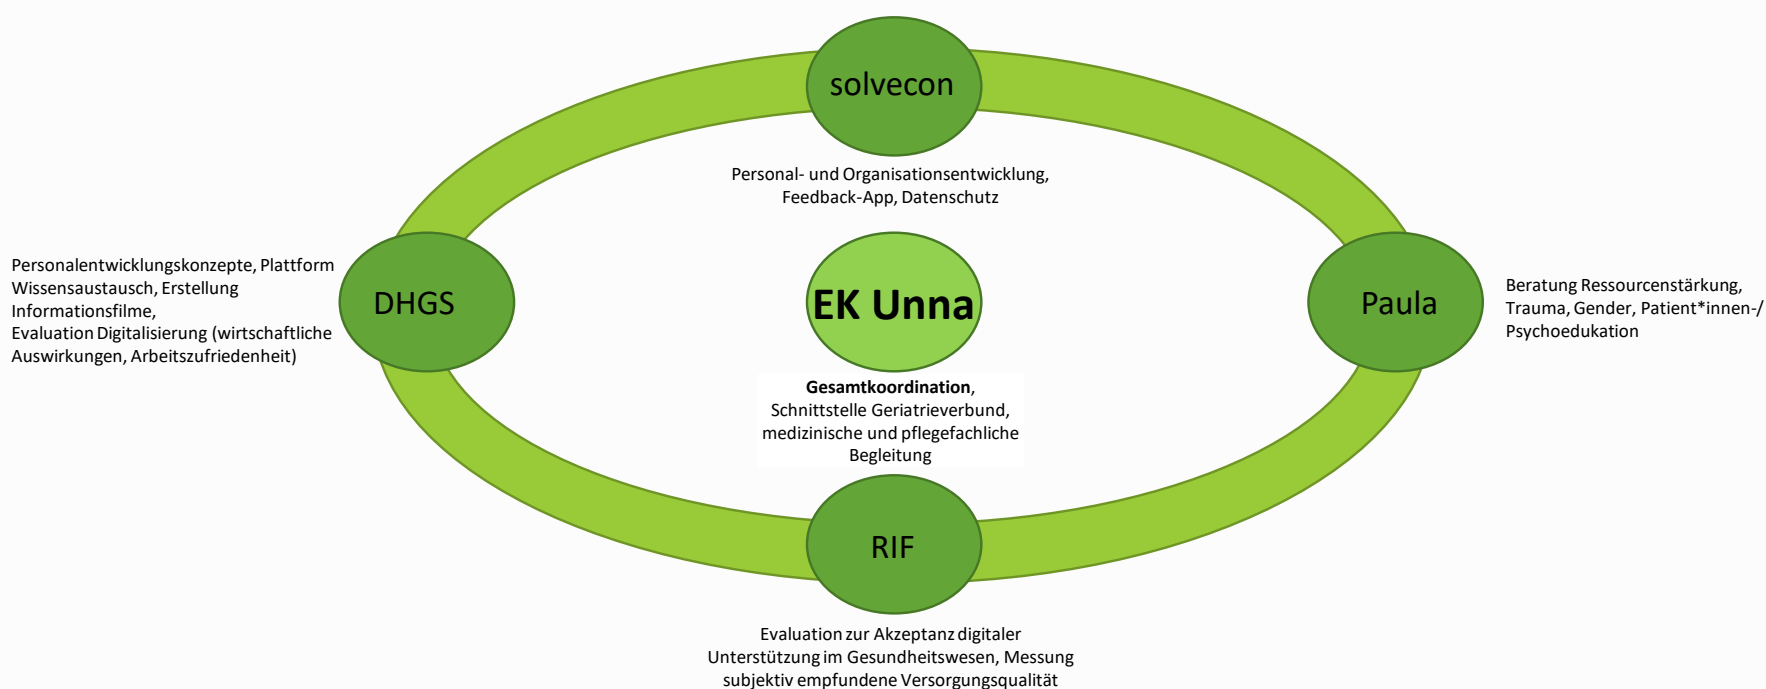 solvecon
Personal- und Organisationsentwicklung,
Feedback-App, Datenschutz
Personalentwicklungskonzepte, Plattform
Wissensaustausch, Erstellung
Informationsfilme,
Evaluation Digitalisierung (wirtschaftliche
Auswirkungen, Arbeitszufriedenheit)
DHGS
EK Unna
Gesamtkoordination,
Schnittstelle Geriatrieverbund,
medizinische und pflegefachliche
Begleitung
Paula
Beratung Ressourcenstärkung,
Trauma, Gender, Patient*innen-/
Psychoedukation
RIF
Evaluation zur Akzeptanz digitaler
Unterstützung im Gesundheitswesen, Messung
subjektiv empfundene Versorgungsqualität